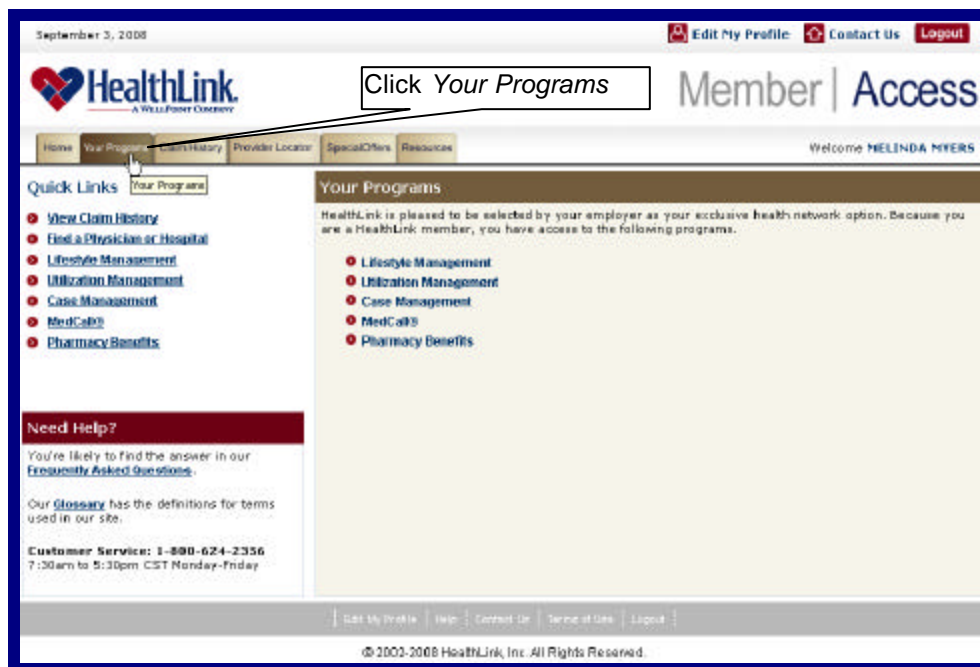 September 3, 2008
Edit My Profile
Contact Us
Logout
HealthLink.
A WELLPOINT COMPANY
Click Your Programs
Member | Access
Home
Your Programs
Claim History
Provider Locator
SpecialOffers
Resources
Welcome MELINDA MYERS
Quick Links
Your Programs
View Claim History
Find a Physician or Hospital
Lifestyle Management
Utilization Management
Case Management
MedCall®
Pharmacy Benefits
Your Programs
HealthLink is pleased to be selected by your employer as your exclusive health network option. Because you
are a HealthLink member, you have access to the following programs.
Lifestyle Management
Utilization Management
Case Management
MedCall®
Pharmacy Benefits
Need Help?
You're likely to find the answer in our
Frequently Asked Questions.
Our Glossary has the definitions for terms
used in our site.
Customer Service: 1-800-624-2356
7:30am to 5:30pm CST Monday-Friday
| Edit My Profile | Help | Contact Us | Terms of Use | Logout |
© 2002-2008 HealthLink, Inc. All Rights Reserved.